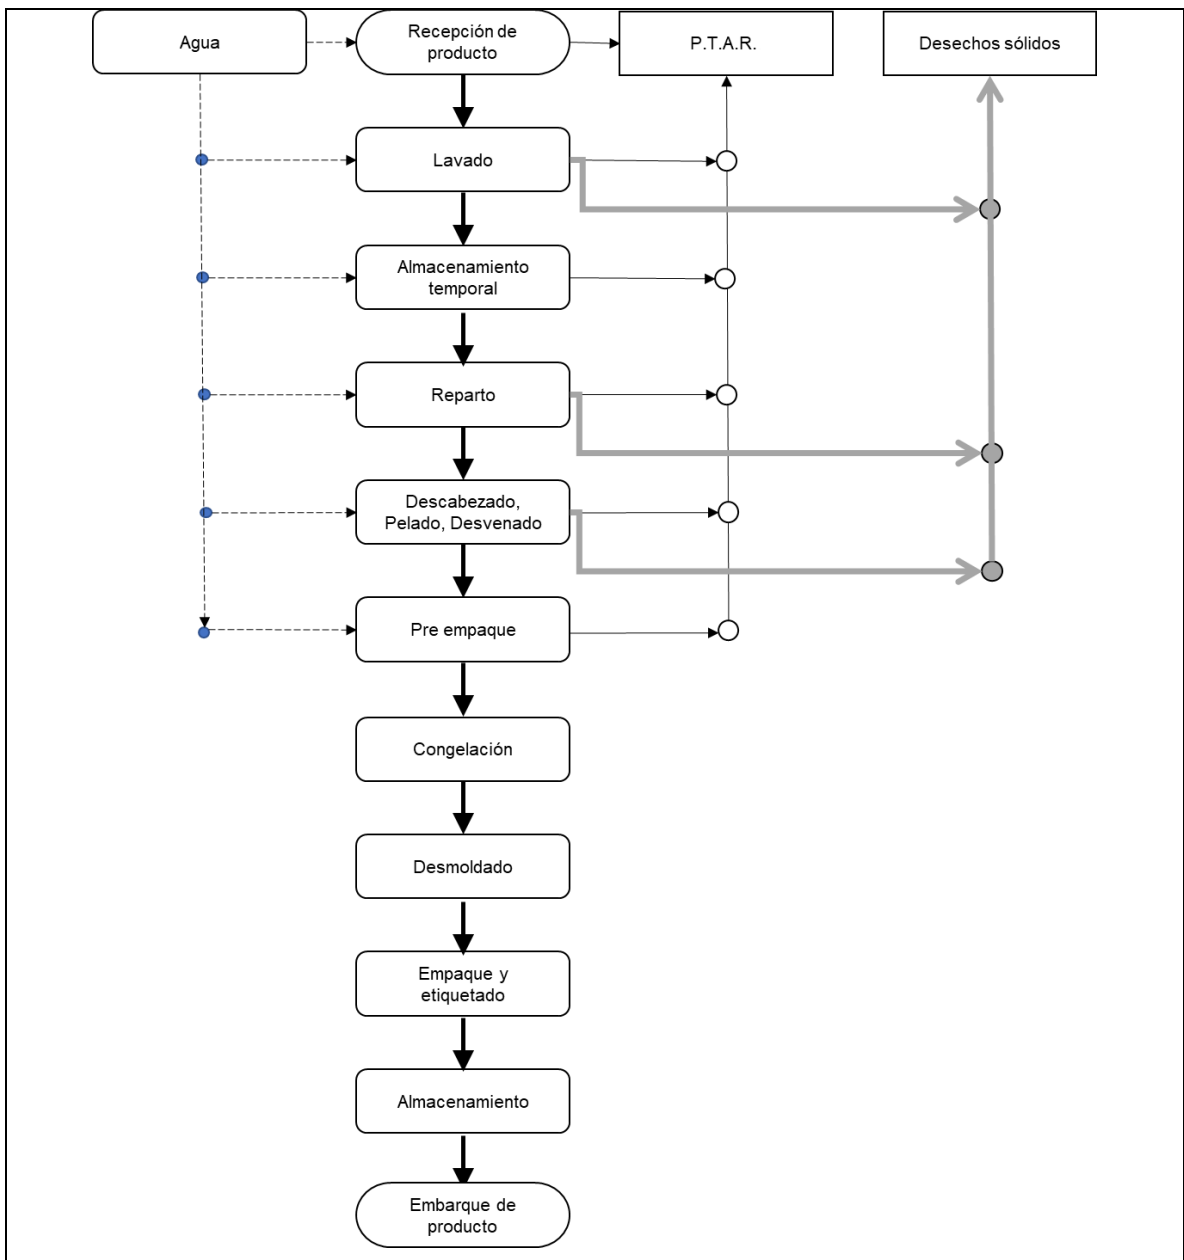 Agua
Recepción de
producto
P.T.A.R.
Desechos sólidos
Lavado
Almacenamiento
temporal
Reparto
Descabezado,
Pelado, Desvenado
Pre empaque
Congelación
Desmoldado
Empaque y
etiquetado
Almacenamiento
Embarque de
producto